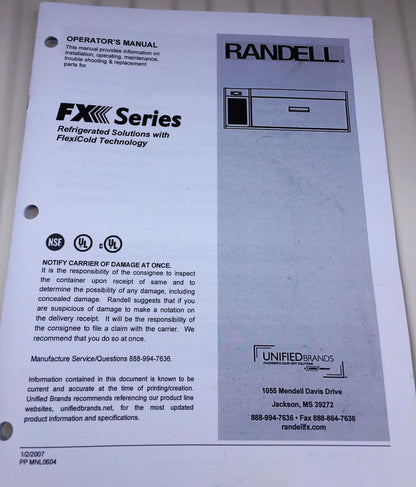 OPERATOR'S MANUAL
This manual provides information on
installation, operating, maintenance,
trouble shooting & replacement
parts for
FX Series
Refrigerated Solutions with
FlexiCold Technology
NSF
UL
c UL
NOTIFY CARRIER OF DAMAGE AT ONCE.
It is the responsibility of the consignee to inspect
the container upon receipt of same and to
determine the possibility of any damage, including
concealed damage. Randell suggests that if you
are suspicious of damage to make a notation on
the delivery receipt. It will be the responsibility of
the consignee to file a claim with the carrier. We
recommend that you do so at once.
Manufacture Service/Questions 888-994-7636.
Information contained in this document is known to be
current and accurate at the time of printing/creation.
Unified Brands recommends referencing our product line
websites, unifiedbrands.net, for the most updated
product information and specifications.
1/2/2007
PP MNL0604
RANDELL®
UNIFIEDBRANDS
1055 Mendell Davis Drive
Jackson, MS 39272
888-994-7636 • Fax 888-864-7636
randellfx.com